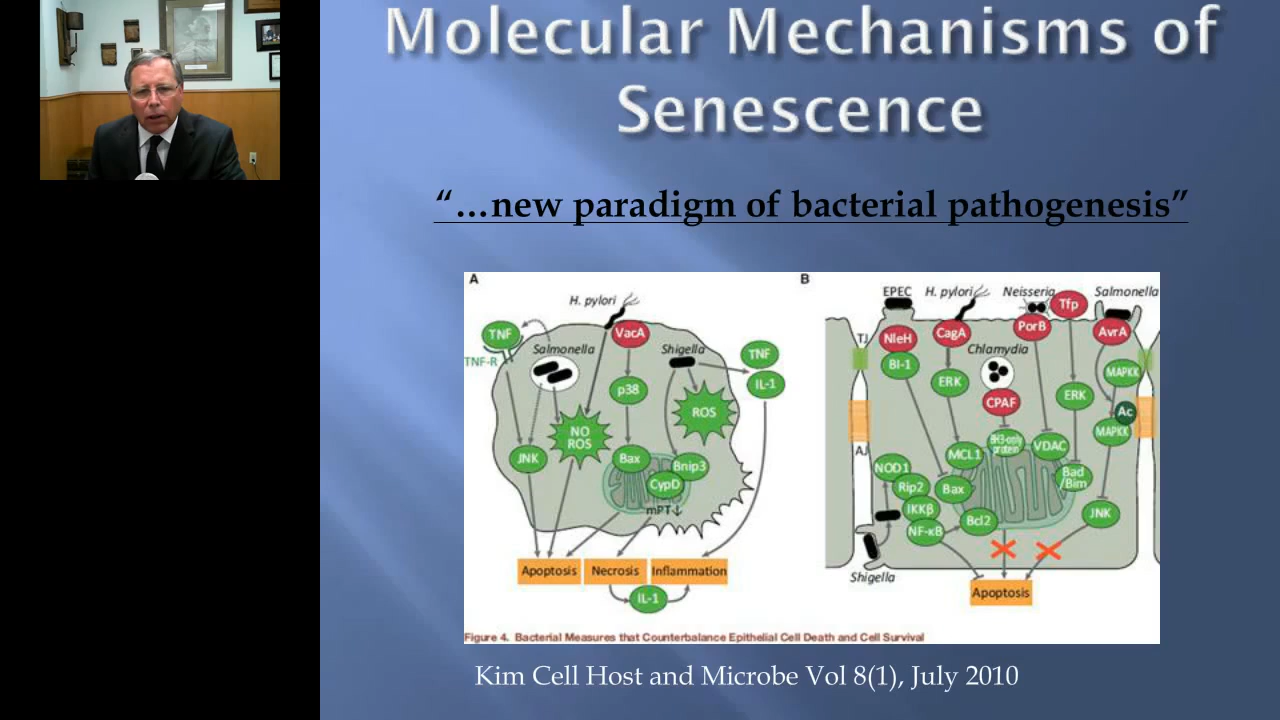 Molecular Mechanisms of
Senescence
“…new paradigm of bacterial pathogenesis”
A
H. pylori
TNF
TNF-R
Salmonella
VacA
Shigella
TNF
IL-1
p38
ROS
NO
ROS
JNK
Bax
Bnip3
CypD
mPT↓
Apoptosis
Necrosis
Inflammation
IL-1
B
EPEC
H. pylori
Neisseria
Tfp
Salmonella
NleH
CagA
PorB
AvrA
TJ
BI-1
Chlamydia
MAPKK
ERK
CPAF
ERK
Ac
MAPKK
BH3-only
protein
VDAC
AJ
MCL1
NOD1
Bad
/Bim
Rip2
Bax
IKKβ
Bcl2
JNK
NF-κB
Shigella
Apoptosis
Figure 4. Bacterial Measures that Counterbalance Epithelial Cell Death and Cell Survival
Kim Cell Host and Microbe Vol 8(1), July 2010